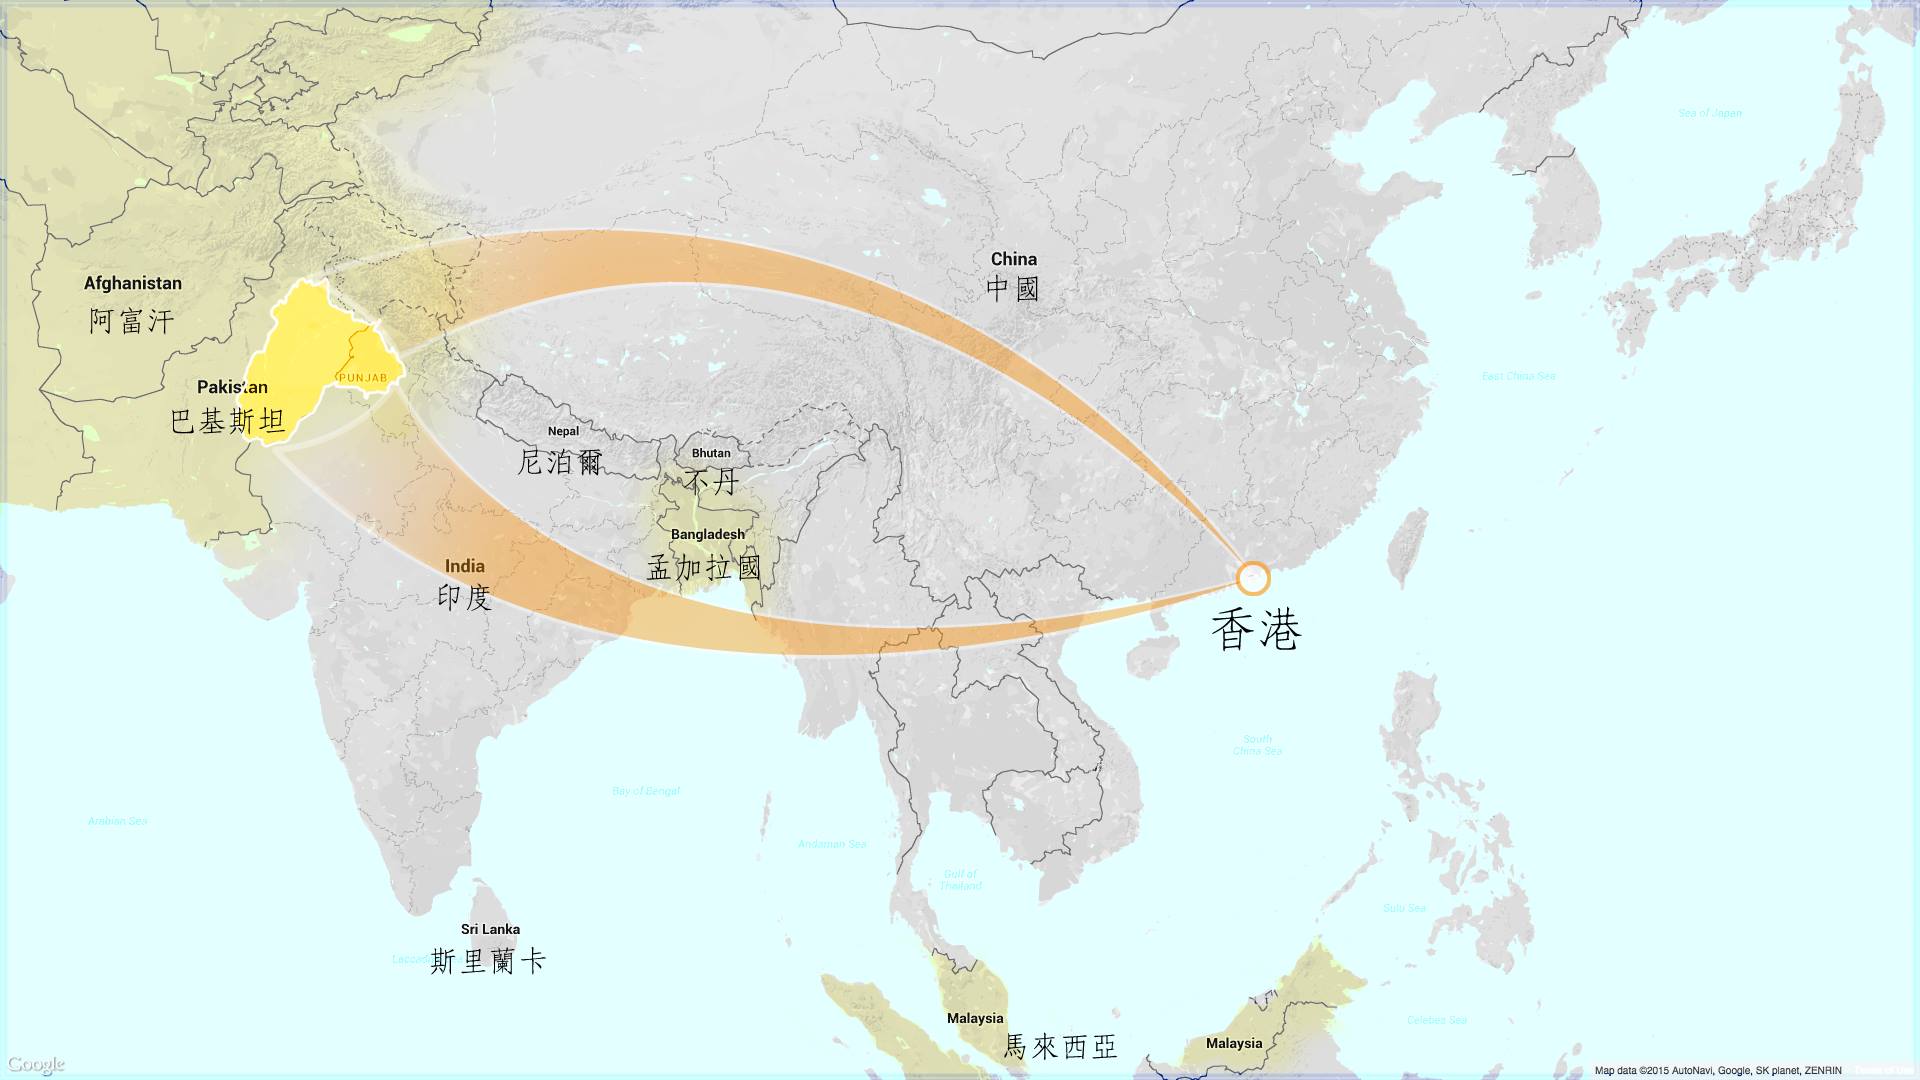 Sea of Japan
China
中國
Afghanistan
阿富汗
PUNJAB
Pakistan
巴基斯坦
East China Sea
Nepal
尼泊爾
Bhutan
不丹
Bangladesh
孟加拉國
India
印度
香港
South
China Sea
Bay of Bengal
Arabian Sea
Andaman Sea
Gulf of
Thailand
Sulu Sea
Sri Lanka
斯里蘭卡
Malaysia
馬來西亞
Celebes Sea
Malaysia
Google
Map data ©2015 AutoNavi, Google, SK planet, ZENRIN
Terms of Use